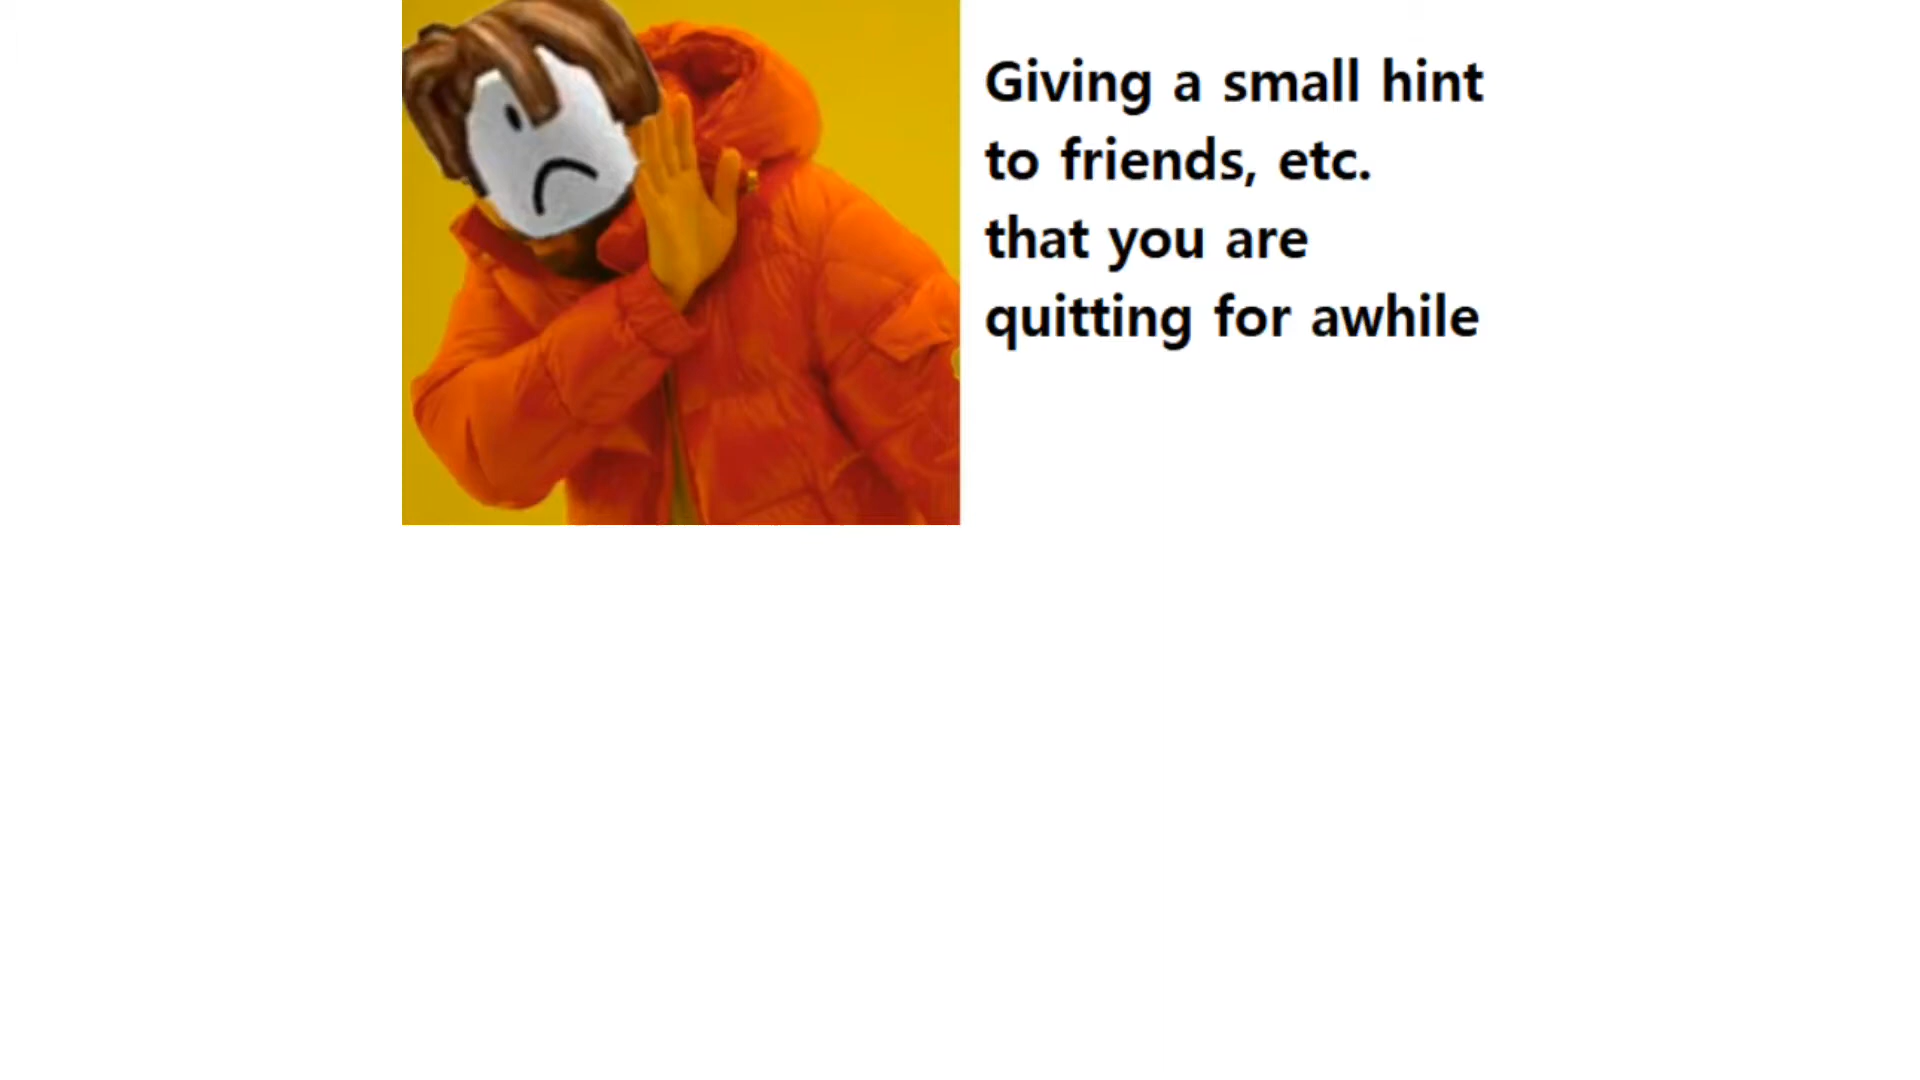 Giving a small hint
to friends, etc.
that you are
quitting for awhile